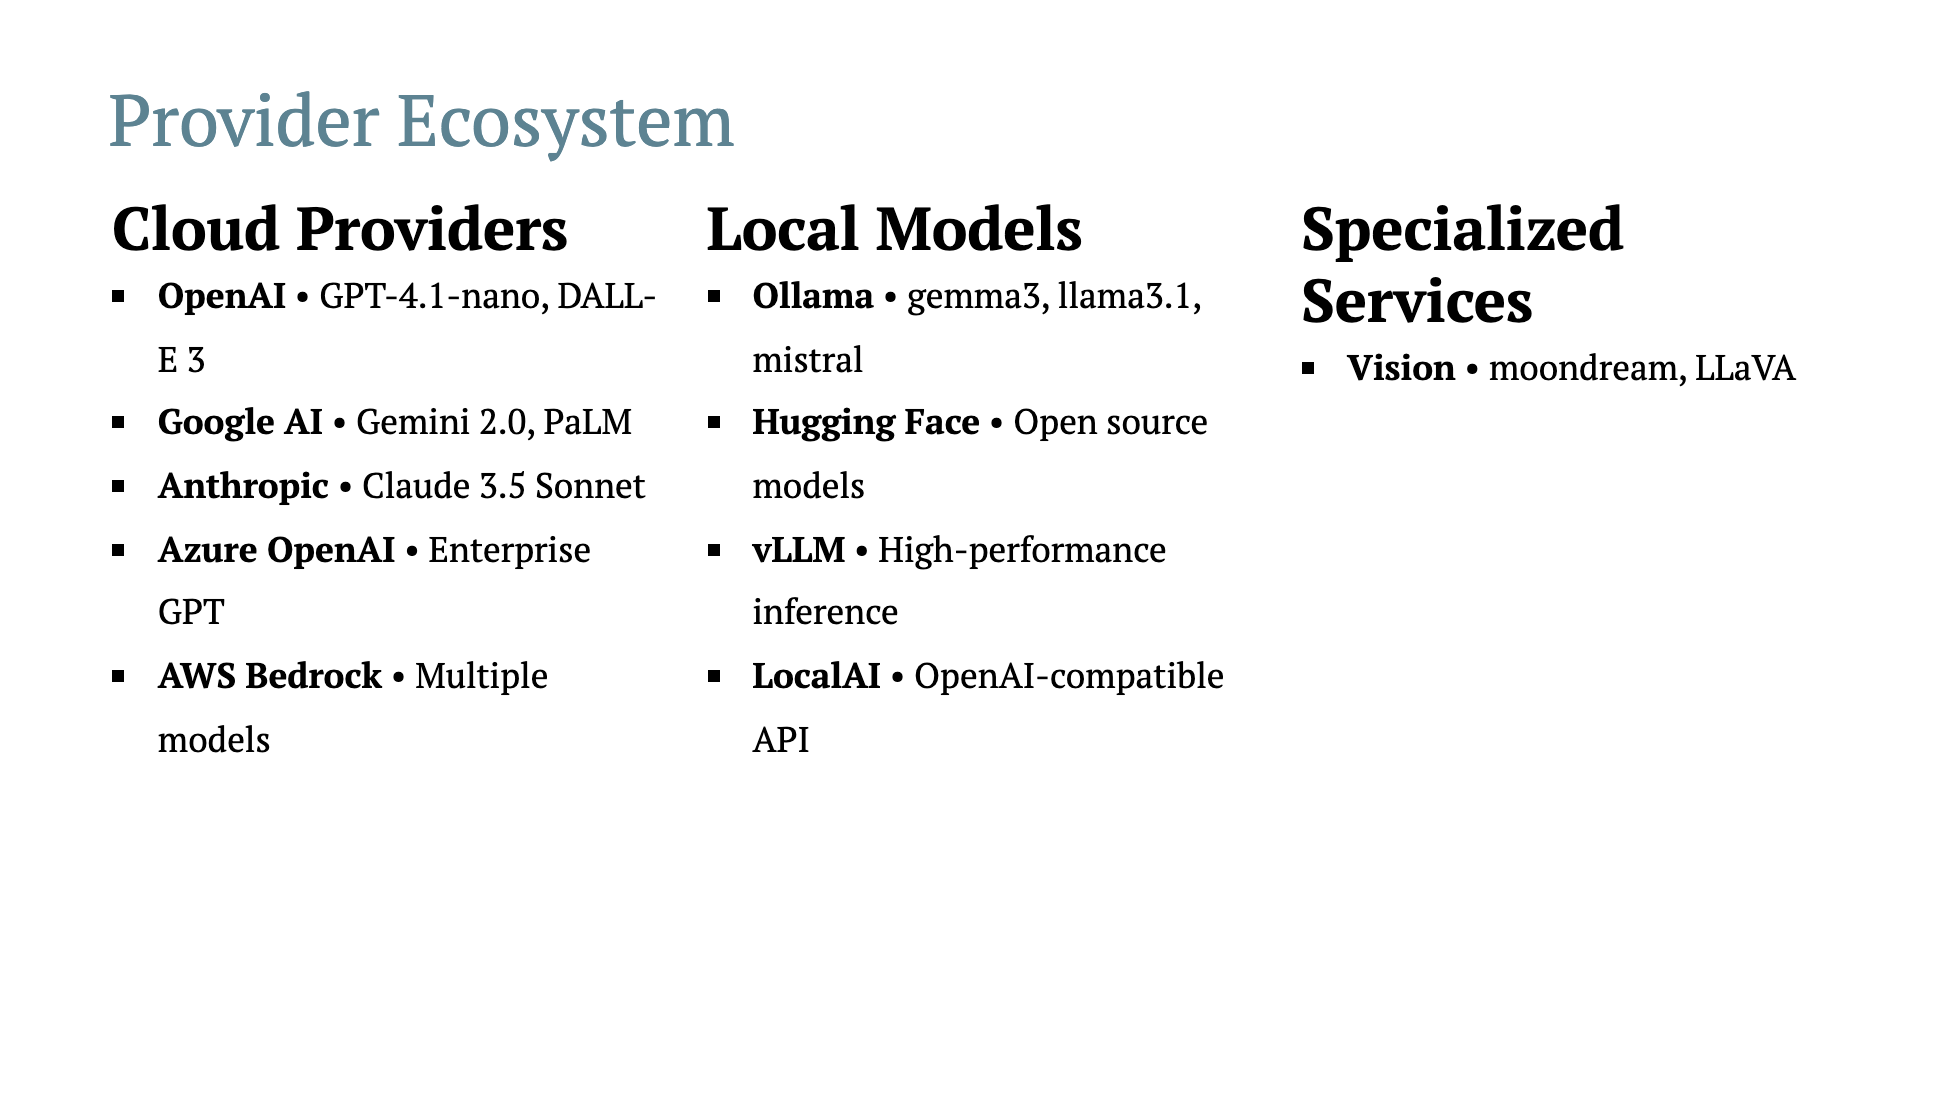 Provider Ecosystem
Cloud Providers
▪ OpenAI • GPT-4.1-nano, DALL-
E 3
▪ Google AI • Gemini 2.0, PaLM
▪ Anthropic • Claude 3.5 Sonnet
▪ Azure OpenAI • Enterprise
GPT
▪ AWS Bedrock • Multiple
models
Local Models
▪ Ollama • gemma3, llama3.1,
mistral
▪ Hugging Face • Open source
models
▪ vLLM • High-performance
inference
▪ LocalAI • OpenAI-compatible
API
Specialized
Services
▪ Vision • moondream, LLaVA